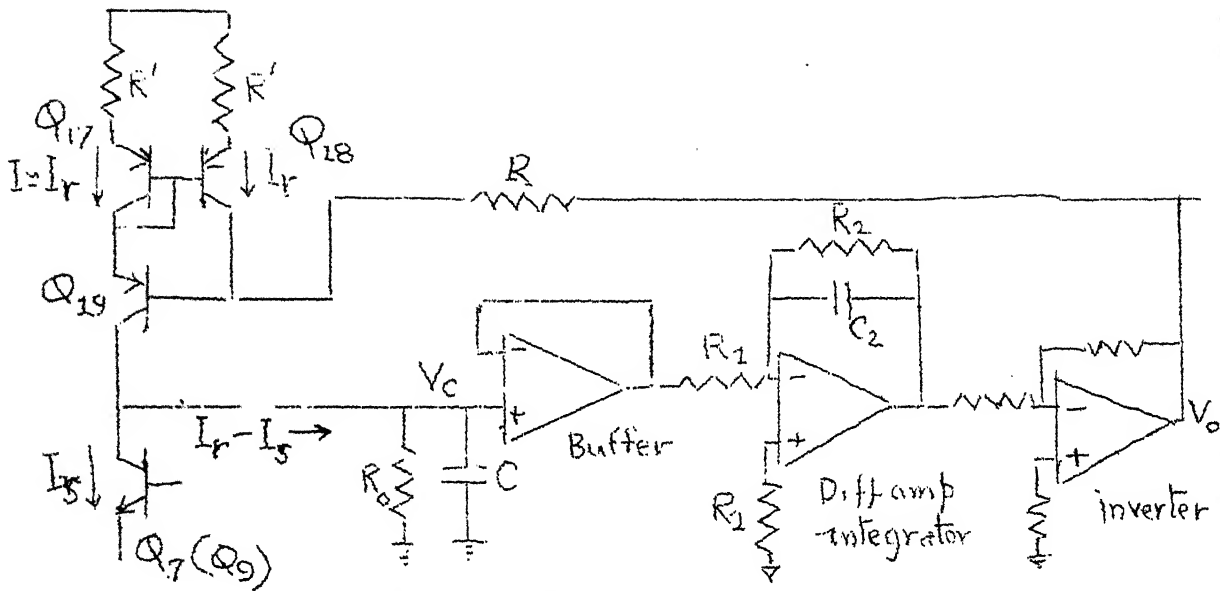 R'
R'
Q17
Q18
I≃Ir
Ir
R
R2
C2
Q19
R1
VC
−
+
Buffer
−
+
−
+
V0
Ir − Is →
Is
R0
C
R1
Diff amp
integrator
inverter
Q7 (Q9)